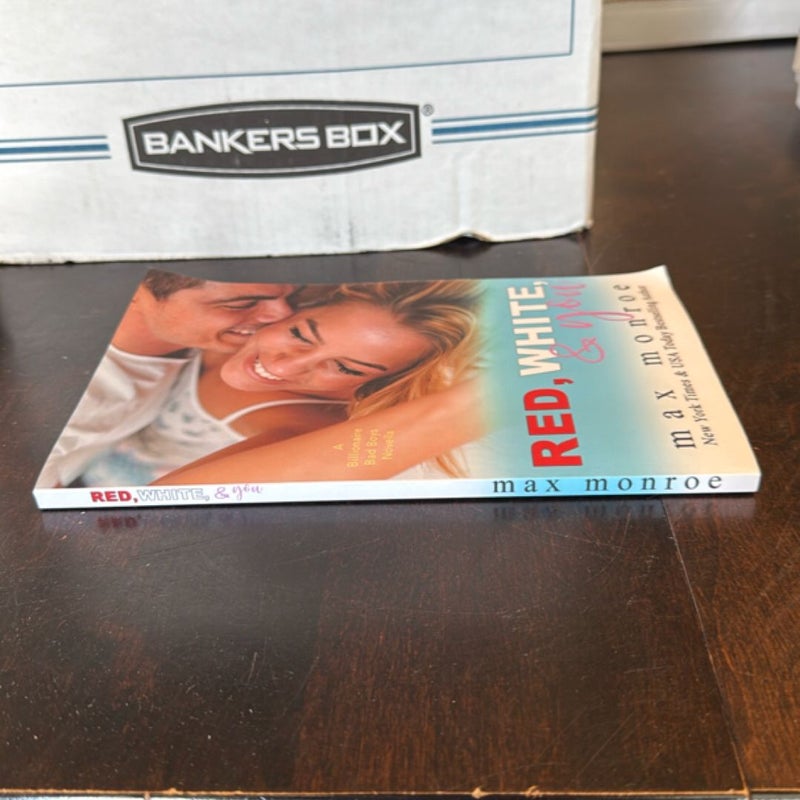 BANKERS BOX®
RED, WHITE,
& you
max monroe
New York Times & USA Today Bestselling Author
A
Billionaire
Bad Boys
Novella
RED, WHITE, & you
max monroe